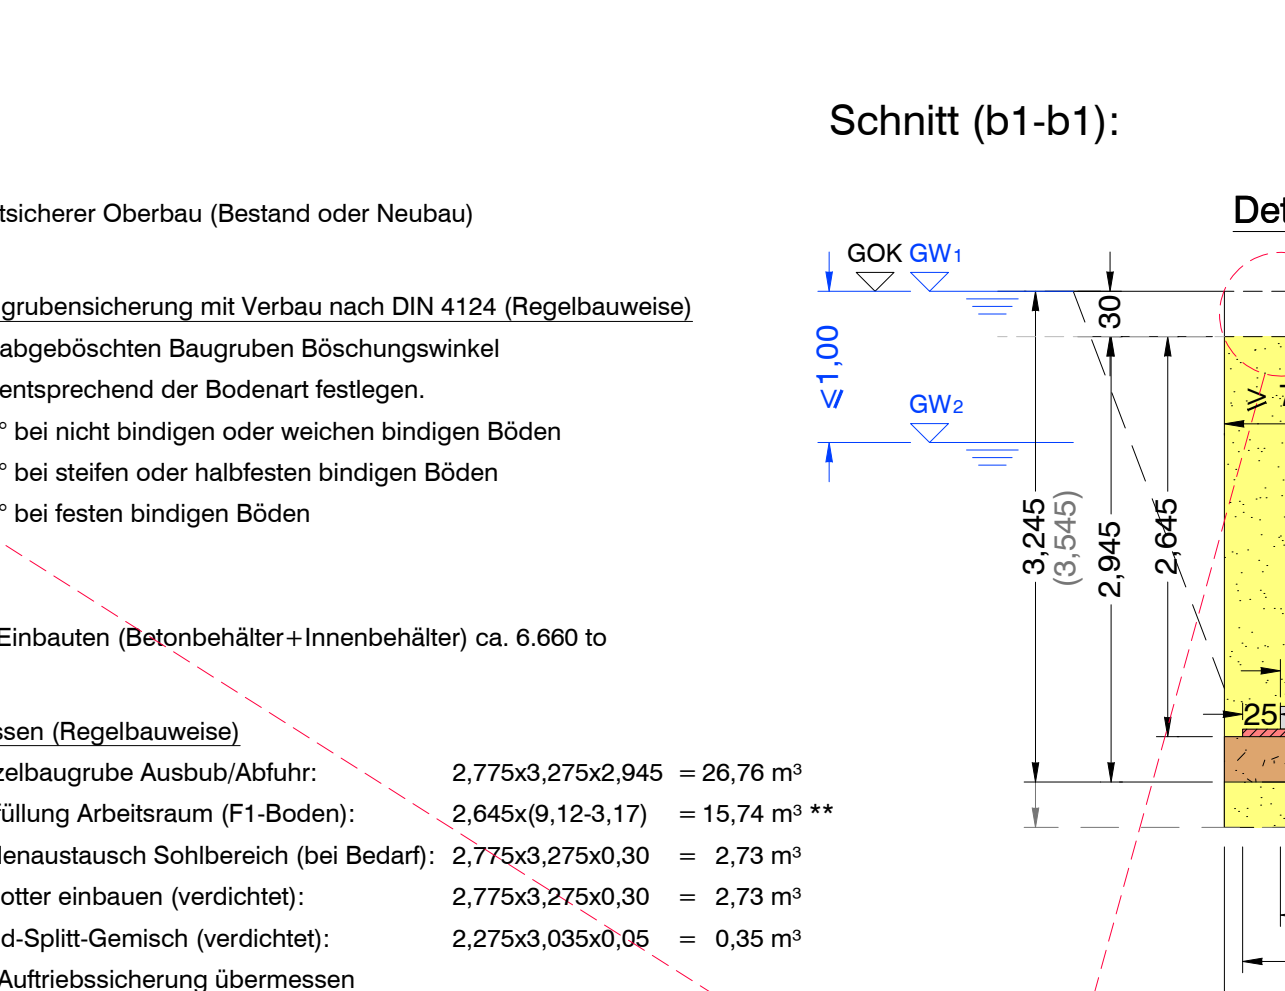 Schnitt (b1-b1):
tsicherer Oberbau (Bestand oder Neubau)
Det
GOK GW1
grubensicherung mit Verbau nach DIN 4124 (Regelbauweise)
30
abgeböschten Baugruben Böschungswinkel
≤1,00
entsprechend der Bodenart festlegen.
≥
GW2
° bei nicht bindigen oder weichen bindigen Böden
° bei steifen oder halbfesten bindigen Böden
° bei festen bindigen Böden
3,245
(3,545)
2,945
2,645
Einbauten (Betonbehälter+Innenbehälter) ca. 6.660 to
25
ssen (Regelbauweise)
zelbaugrube Ausbub/Abfuhr: 2,775x3,275x2,945 = 26,76 m³
füllung Arbeitsraum (F1-Boden): 2,645x(9,12-3,17) = 15,74 m³ **
lenaustausch Sohlbereich (bei Bedarf): 2,775x3,275x0,30 = 2,73 m³
otter einbauen (verdichtet): 2,775x3,275x0,30 = 2,73 m³
d-Splitt-Gemisch (verdichtet): 2,275x3,035x0,05 = 0,35 m³
Auftriebssicherung übermessen